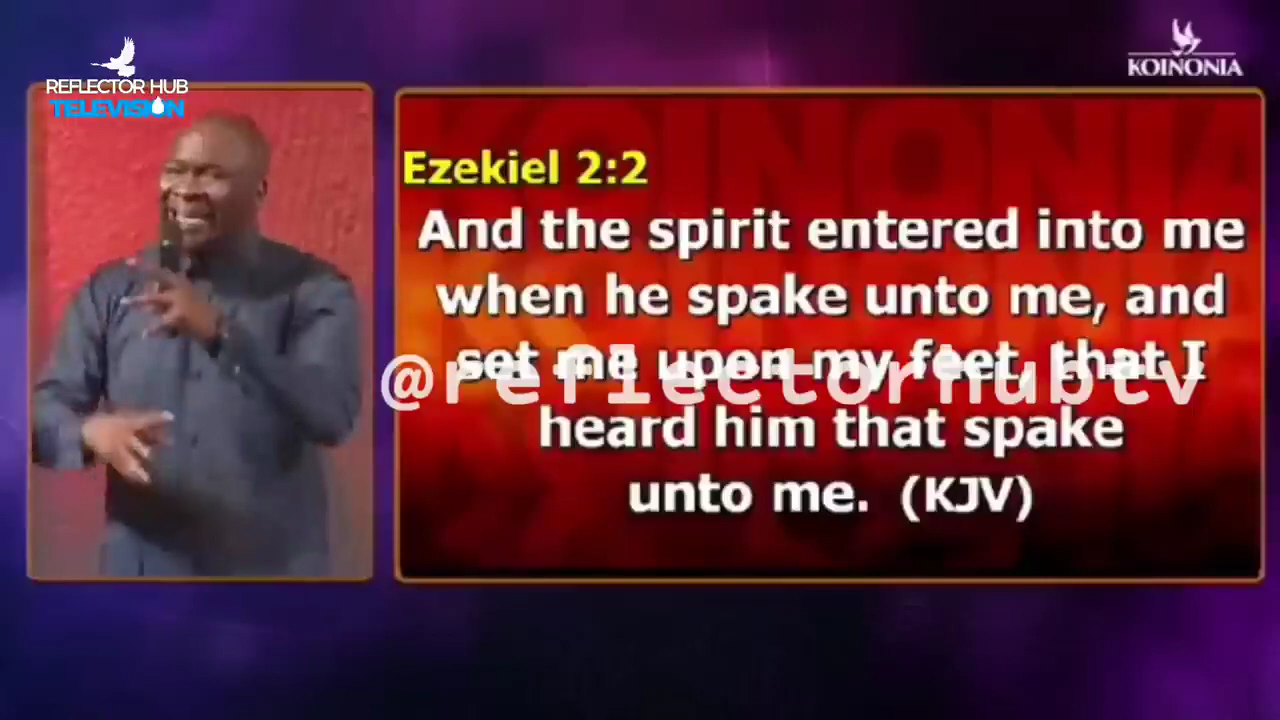 REFLECTOR HUB
TELEVISION
KOINONIA
Ezekiel 2:2
And the spirit entered into me
when he spake unto me, and
set me upon my feet, that I
@reflectorhubtv
heard him that spake
unto me. (KJV)